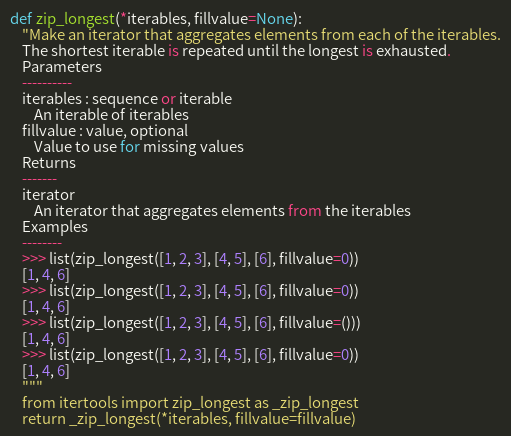 def zip_longest(*iterables, fillvalue=None):
"Make an iterator that aggregates elements from each of the iterables.
The shortest iterable is repeated until the longest is exhausted.
Parameters
----------
iterables : sequence or iterable
An iterable of iterables
fillvalue : value, optional
Value to use for missing values
Returns
-------
iterator
An iterator that aggregates elements from the iterables
Examples
--------
>>> list(zip_longest([1, 2, 3], [4, 5], [6], fillvalue=0))
[1, 4, 6]
>>> list(zip_longest([1, 2, 3], [4, 5], [6], fillvalue=0))
[1, 4, 6]
>>> list(zip_longest([1, 2, 3], [4, 5], [6], fillvalue=()))
[1, 4, 6]
>>> list(zip_longest([1, 2, 3], [4, 5], [6], fillvalue=0))
[1, 4, 6]
"""
from itertools import zip_longest as _zip_longest
return _zip_longest(*iterables, fillvalue=fillvalue)